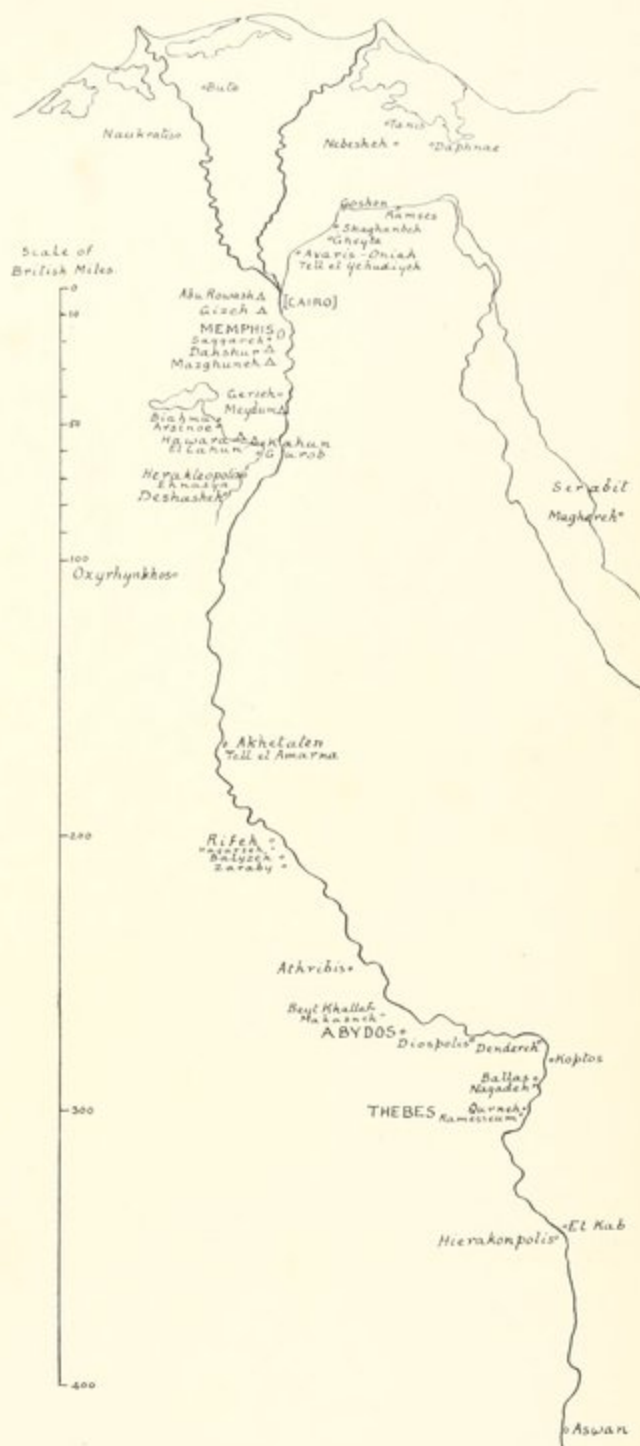 Buto
Tanis
Naukratis
Nebesheh
Daphnae
Goshen
Ramses
Shaghanbeh
Gheyta
Avaris - Oniah
Tell el Yehudiyeh
Scale of
British Miles.
0
10
50
100
200
300
400
Abu Rowash
[CAIRO]
Gizeh
MEMPHIS
Saqqareh
Dahshur
Mazghuneh
Gerzeh
Meydum
Biahmu
Arsinoe
Hawara
Kahun
El Lahun
Gurob
Herakleopolis
Ehnasya
Deshasheh
Serabit
Maghareh
Oxyrhynkhos
Akhetaten
Tell el Amarna
Rifeh
Balyzeh
Zaraby
Athribis
Beyt Khallaf
Mahasneh
ABYDOS
Diospolis
Dendereh
Koptos
Ballas
Naqadeh
THEBES
Qurneh
Ramesseum
El Kab
Hierakonpolis
Aswan